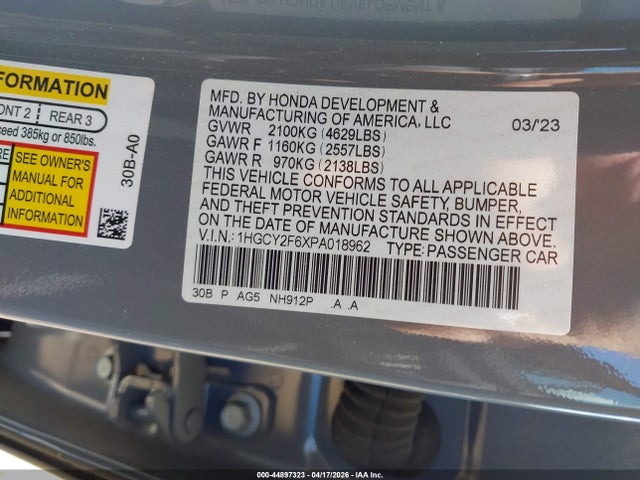 FORMATION
ONT 2 | REAR 3
ceed 385kg or 850lbs.
SEE OWNER'S
MANUAL FOR
ADDITIONAL
INFORMATION
30B-A0
MFD. BY HONDA DEVELOPMENT &
MANUFACTURING OF AMERICA, LLC
03/'23
GVWR 2100KG (4629LBS)
GAWR F 1160KG (2557LBS)
GAWR R 970KG (2138LBS)
THIS VEHICLE CONFORMS TO ALL APPLICABLE
FEDERAL MOTOR VEHICLE SAFETY, BUMPER,
AND THEFT PREVENTION STANDARDS IN EFFECT
ON THE DATE OF MANUFACTURE SHOWN ABOVE.
V.I.N.: 1HGCY2F6XPA018962 TYPE: PASSENGER CAR
30B P AG5 NH912P .A .A
000-44897323 - 04/17/2026 - IAA Inc.